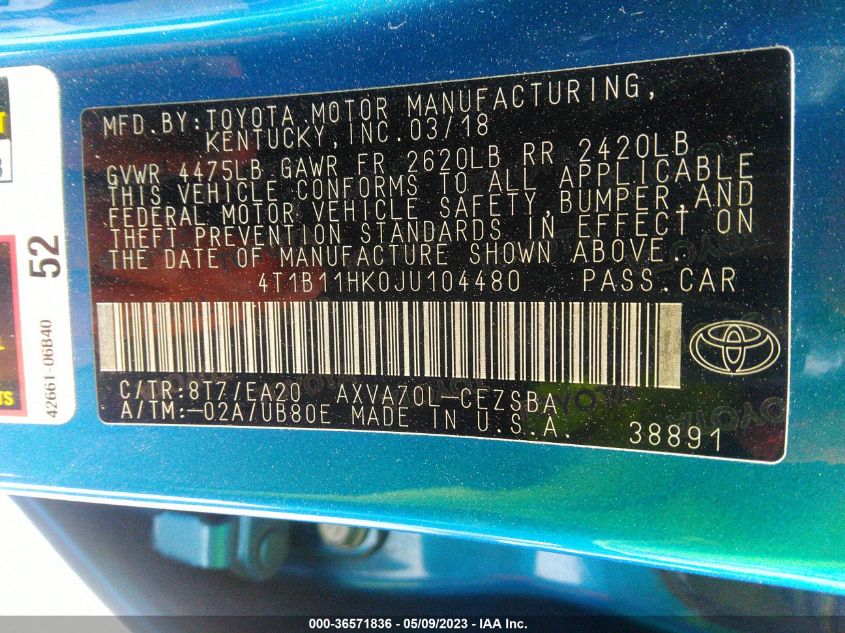 MFD.BY:TOYOTA MOTOR MANUFACTURING,
KENTUCKY, INC.03/18
GVWR 4475LB GAWR FR 2620LB RR 2420LB
THIS VEHICLE CONFORMS TO ALL APPLICABLE
FEDERAL MOTOR VEHICLE SAFETY, BUMPER, AND
THEFT PREVENTION STANDARDS IN EFFECT ON
THE DATE OF MANUFACTURE SHOWN ABOVE.
4T1B11HK0JU104480 PASS.CAR
C/TR:8T7/EA20 AXVA70L-CEZSBA
A/TM:-02A/UB80E MADE IN U.S.A.
38891
52
42661-06B40
000-36571836 / 05/09/2023 - © IAA Inc.